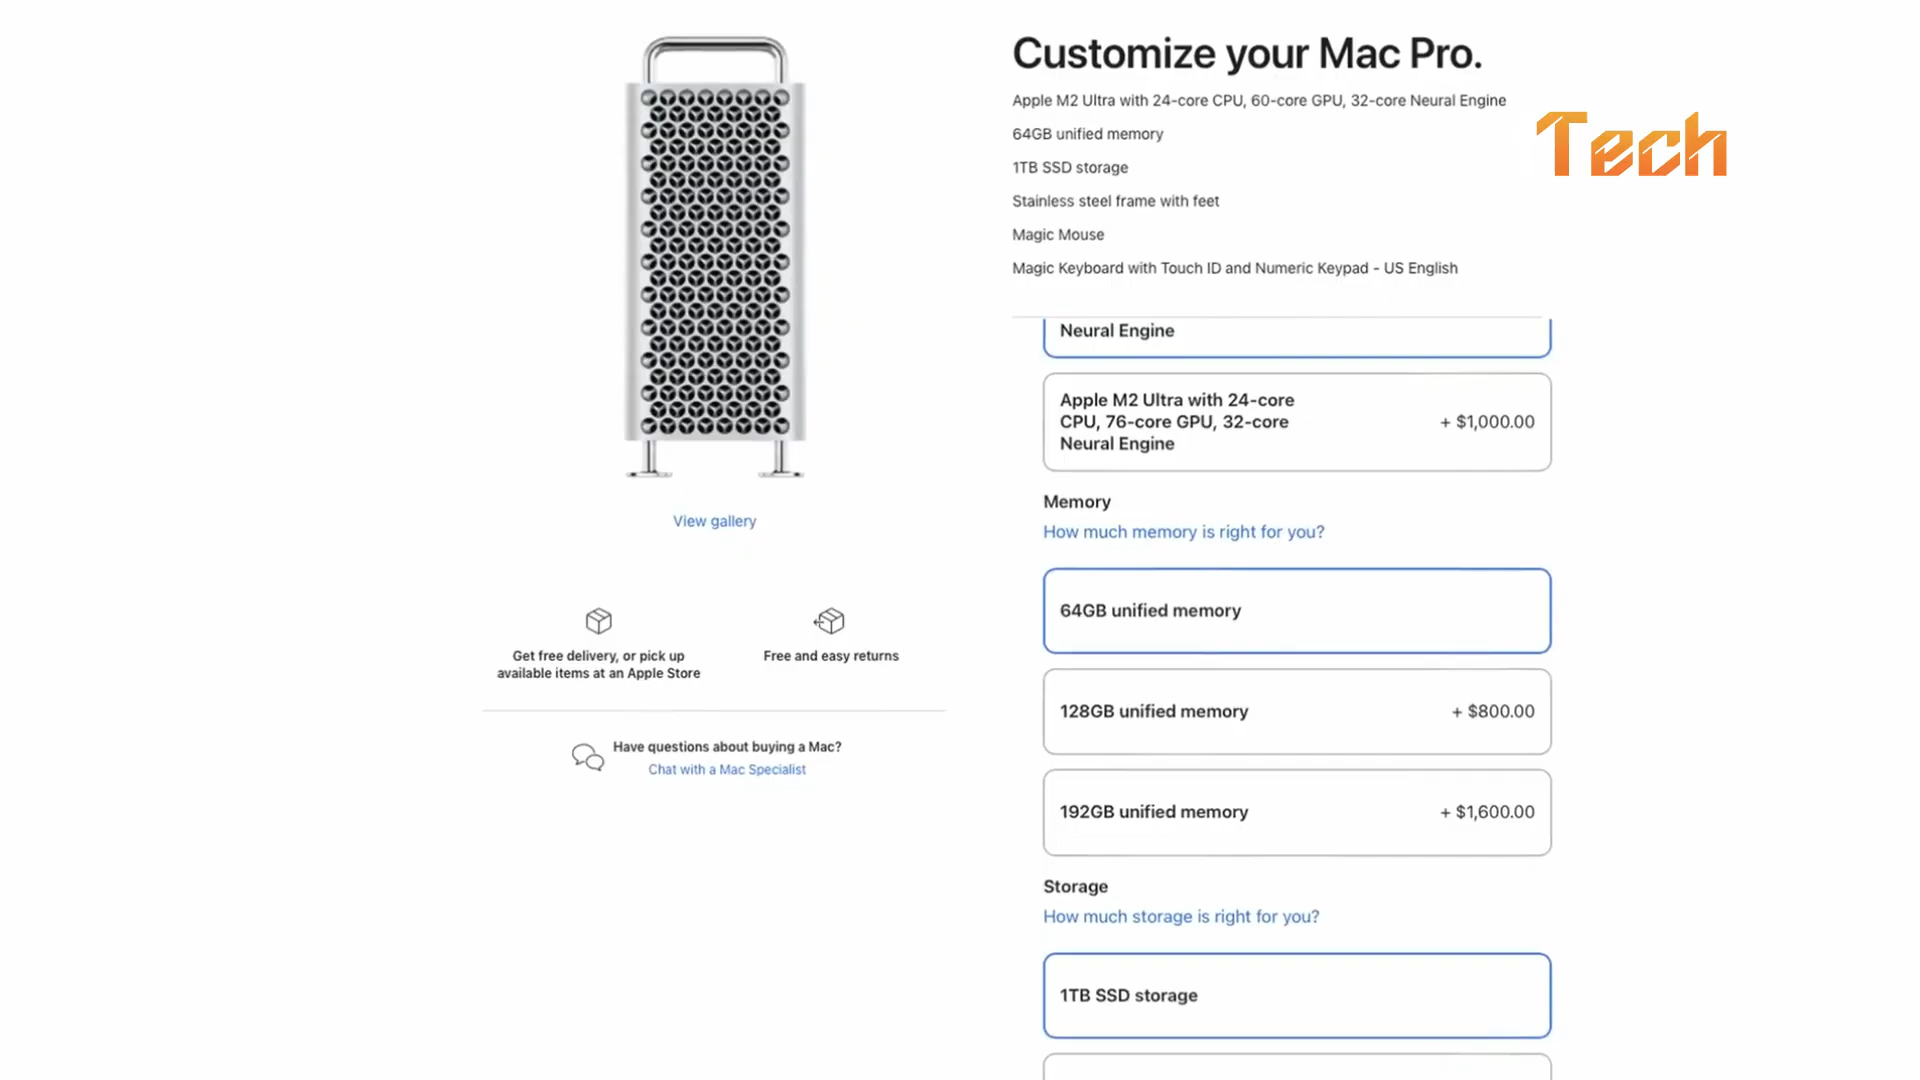 Customize your Mac Pro.
Apple M2 Ultra with 24-core CPU, 60-core GPU, 32-core Neural Engine
64GB unified memory
1TB SSD storage
Stainless steel frame with feet
Magic Mouse
Magic Keyboard with Touch ID and Numeric Keypad - US English
Tech
Neural Engine
Apple M2 Ultra with 24-core
CPU, 76-core GPU, 32-core
Neural Engine
+ $1,000.00
Memory
How much memory is right for you?
64GB unified memory
128GB unified memory
+ $800.00
192GB unified memory
+ $1,600.00
Storage
How much storage is right for you?
1TB SSD storage
View gallery
Get free delivery, or pick up
available items at an Apple Store
Free and easy returns
Have questions about buying a Mac?
Chat with a Mac Specialist